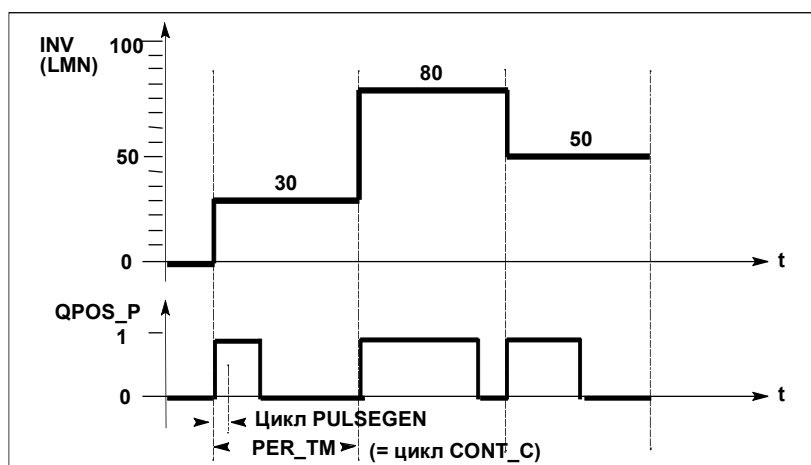 INV
(LMN)
100
80
50
50
30
0
t
QPOS_P
1
0
t
Цикл PULSEGEN
PER_TM (= цикл CONT_C)